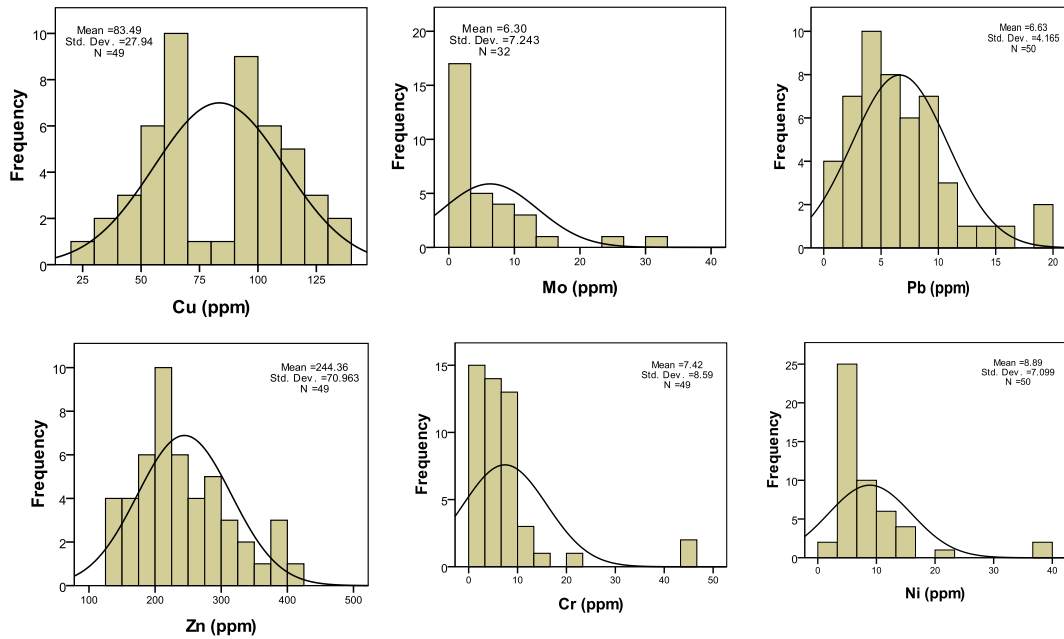 Mean =83.49
Std. Dev. =27.94
N =49
Frequency
10
8
6
4
2
0
25
50
75
100
125
Cu (ppm)
Mean =6.30
Std. Dev. =7.243
N =32
Frequency
20
15
10
5
0
0
10
20
30
40
Mo (ppm)
Mean =6.63
Std. Dev. =4.165
N =50
Frequency
10
8
6
4
2
0
0
5
10
15
20
Pb (ppm)
Mean =244.36
Std. Dev. =70.963
N =49
Frequency
10
8
6
4
2
0
100
200
300
400
500
Zn (ppm)
Mean =7.42
Std. Dev. =8.59
N =49
Frequency
15
10
5
0
0
10
20
30
40
50
Cr (ppm)
Mean =8.89
Std. Dev. =7.099
N =50
Frequency
25
20
15
10
5
0
0
10
20
30
40
Ni (ppm)